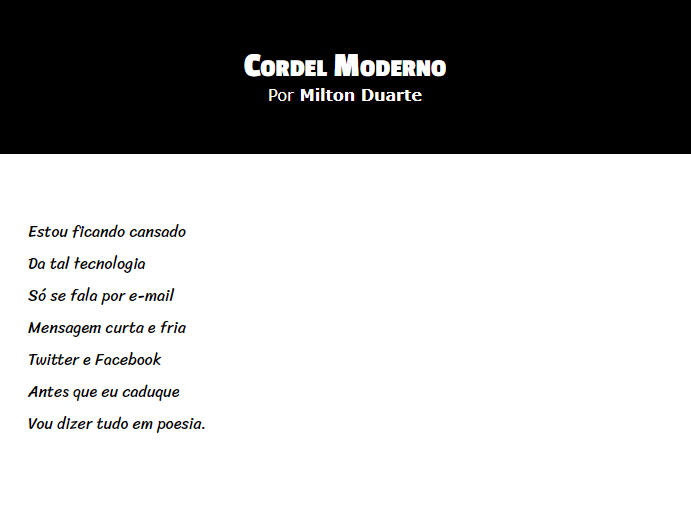 Cordel Moderno
Por Milton Duarte
Estou ficando cansado
Da tal tecnologia
Só se fala por e-mail
Mensagem curta e fria
Twitter e Facebook
Antes que eu caduque
Vou dizer tudo em poesia.